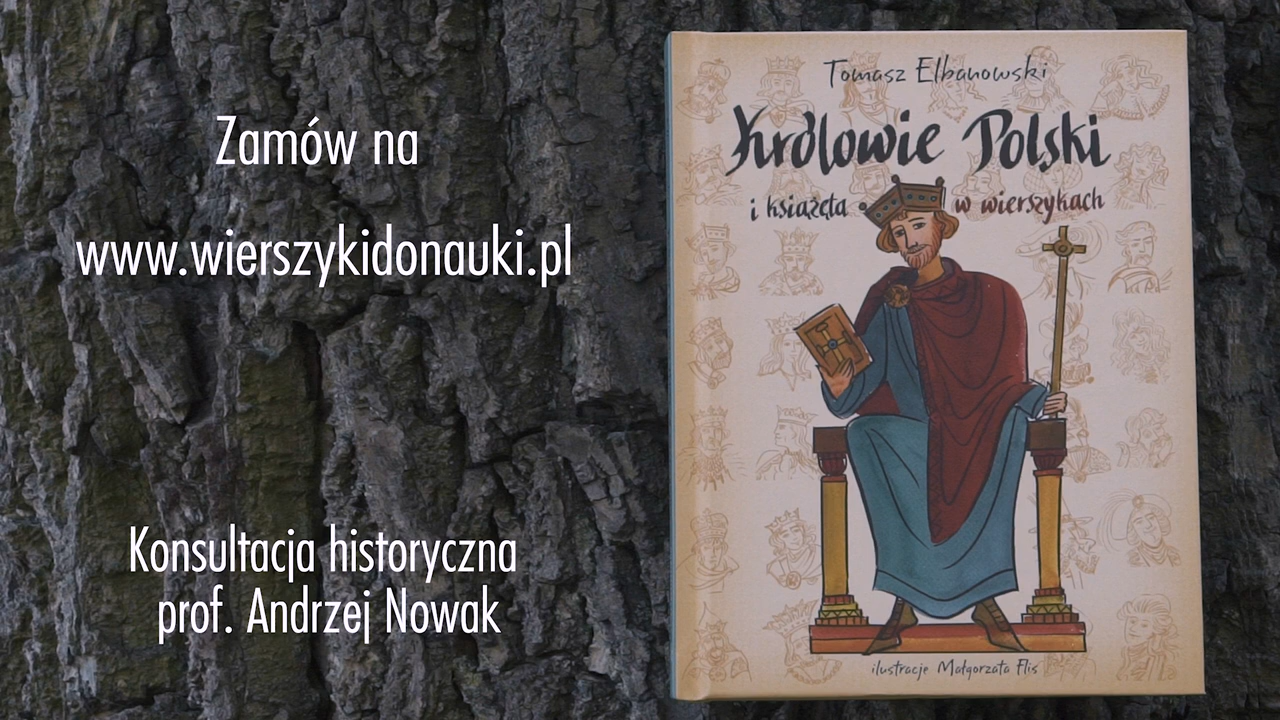 Zamów na
www.wierszykidonauki.pl
Konsultacja historyczna
prof. Andrzej Nowak
Tomasz Elbanowski
Królowie Polski
i książęta w wierszykach
ilustracje Małgorzata Flis